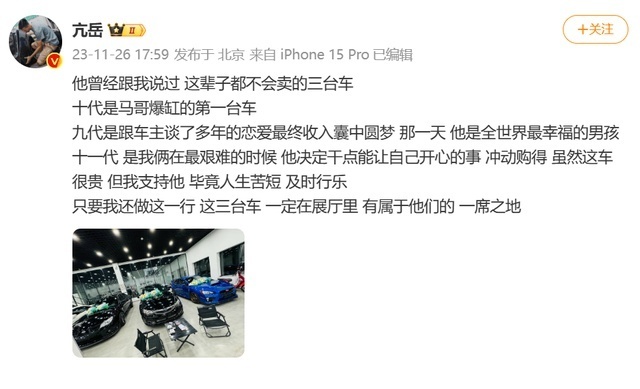 亢岳
II
+关注
23-11-26 17:59 发布于 北京 来自 iPhone 15 Pro 已编辑
他曾经跟我说过 这辈子都不会卖的三台车
十代是马哥爆缸的第一台车
九代是跟车主谈了多年的恋爱最终收入囊中圆梦 那一天 他是全世界最幸福的男孩
十一代 是我俩在最艰难的时候 他决定干点能让自己开心的事 冲动购得 虽然这车
很贵 但我支持他 毕竟人生苦短 及时行乐
只要我还做这一行 这三台车 一定在展厅里 有属于他们的 一席之地